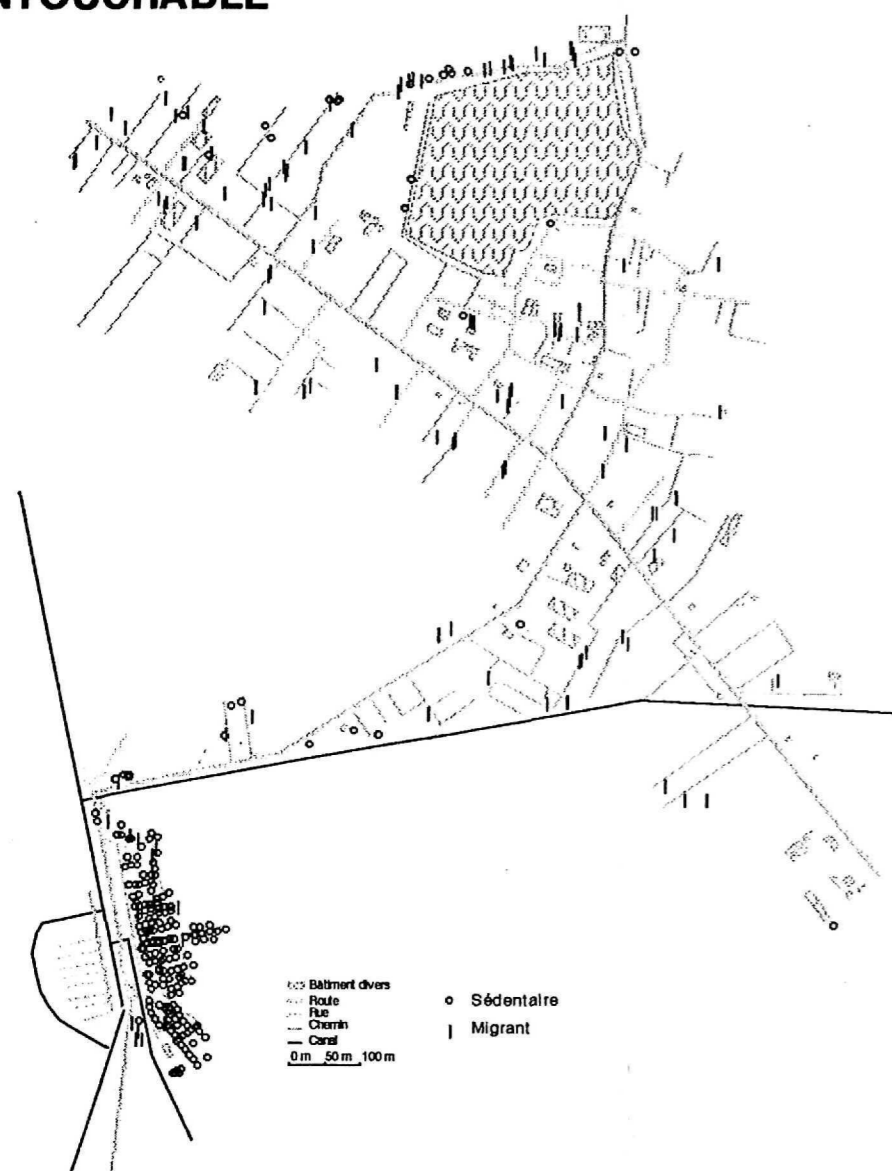 NTOUCHABLE
Bâtiment divers
Route
Rue
Chemin
Canal
0 m 50 m 100 m
Sédentaire
Migrant